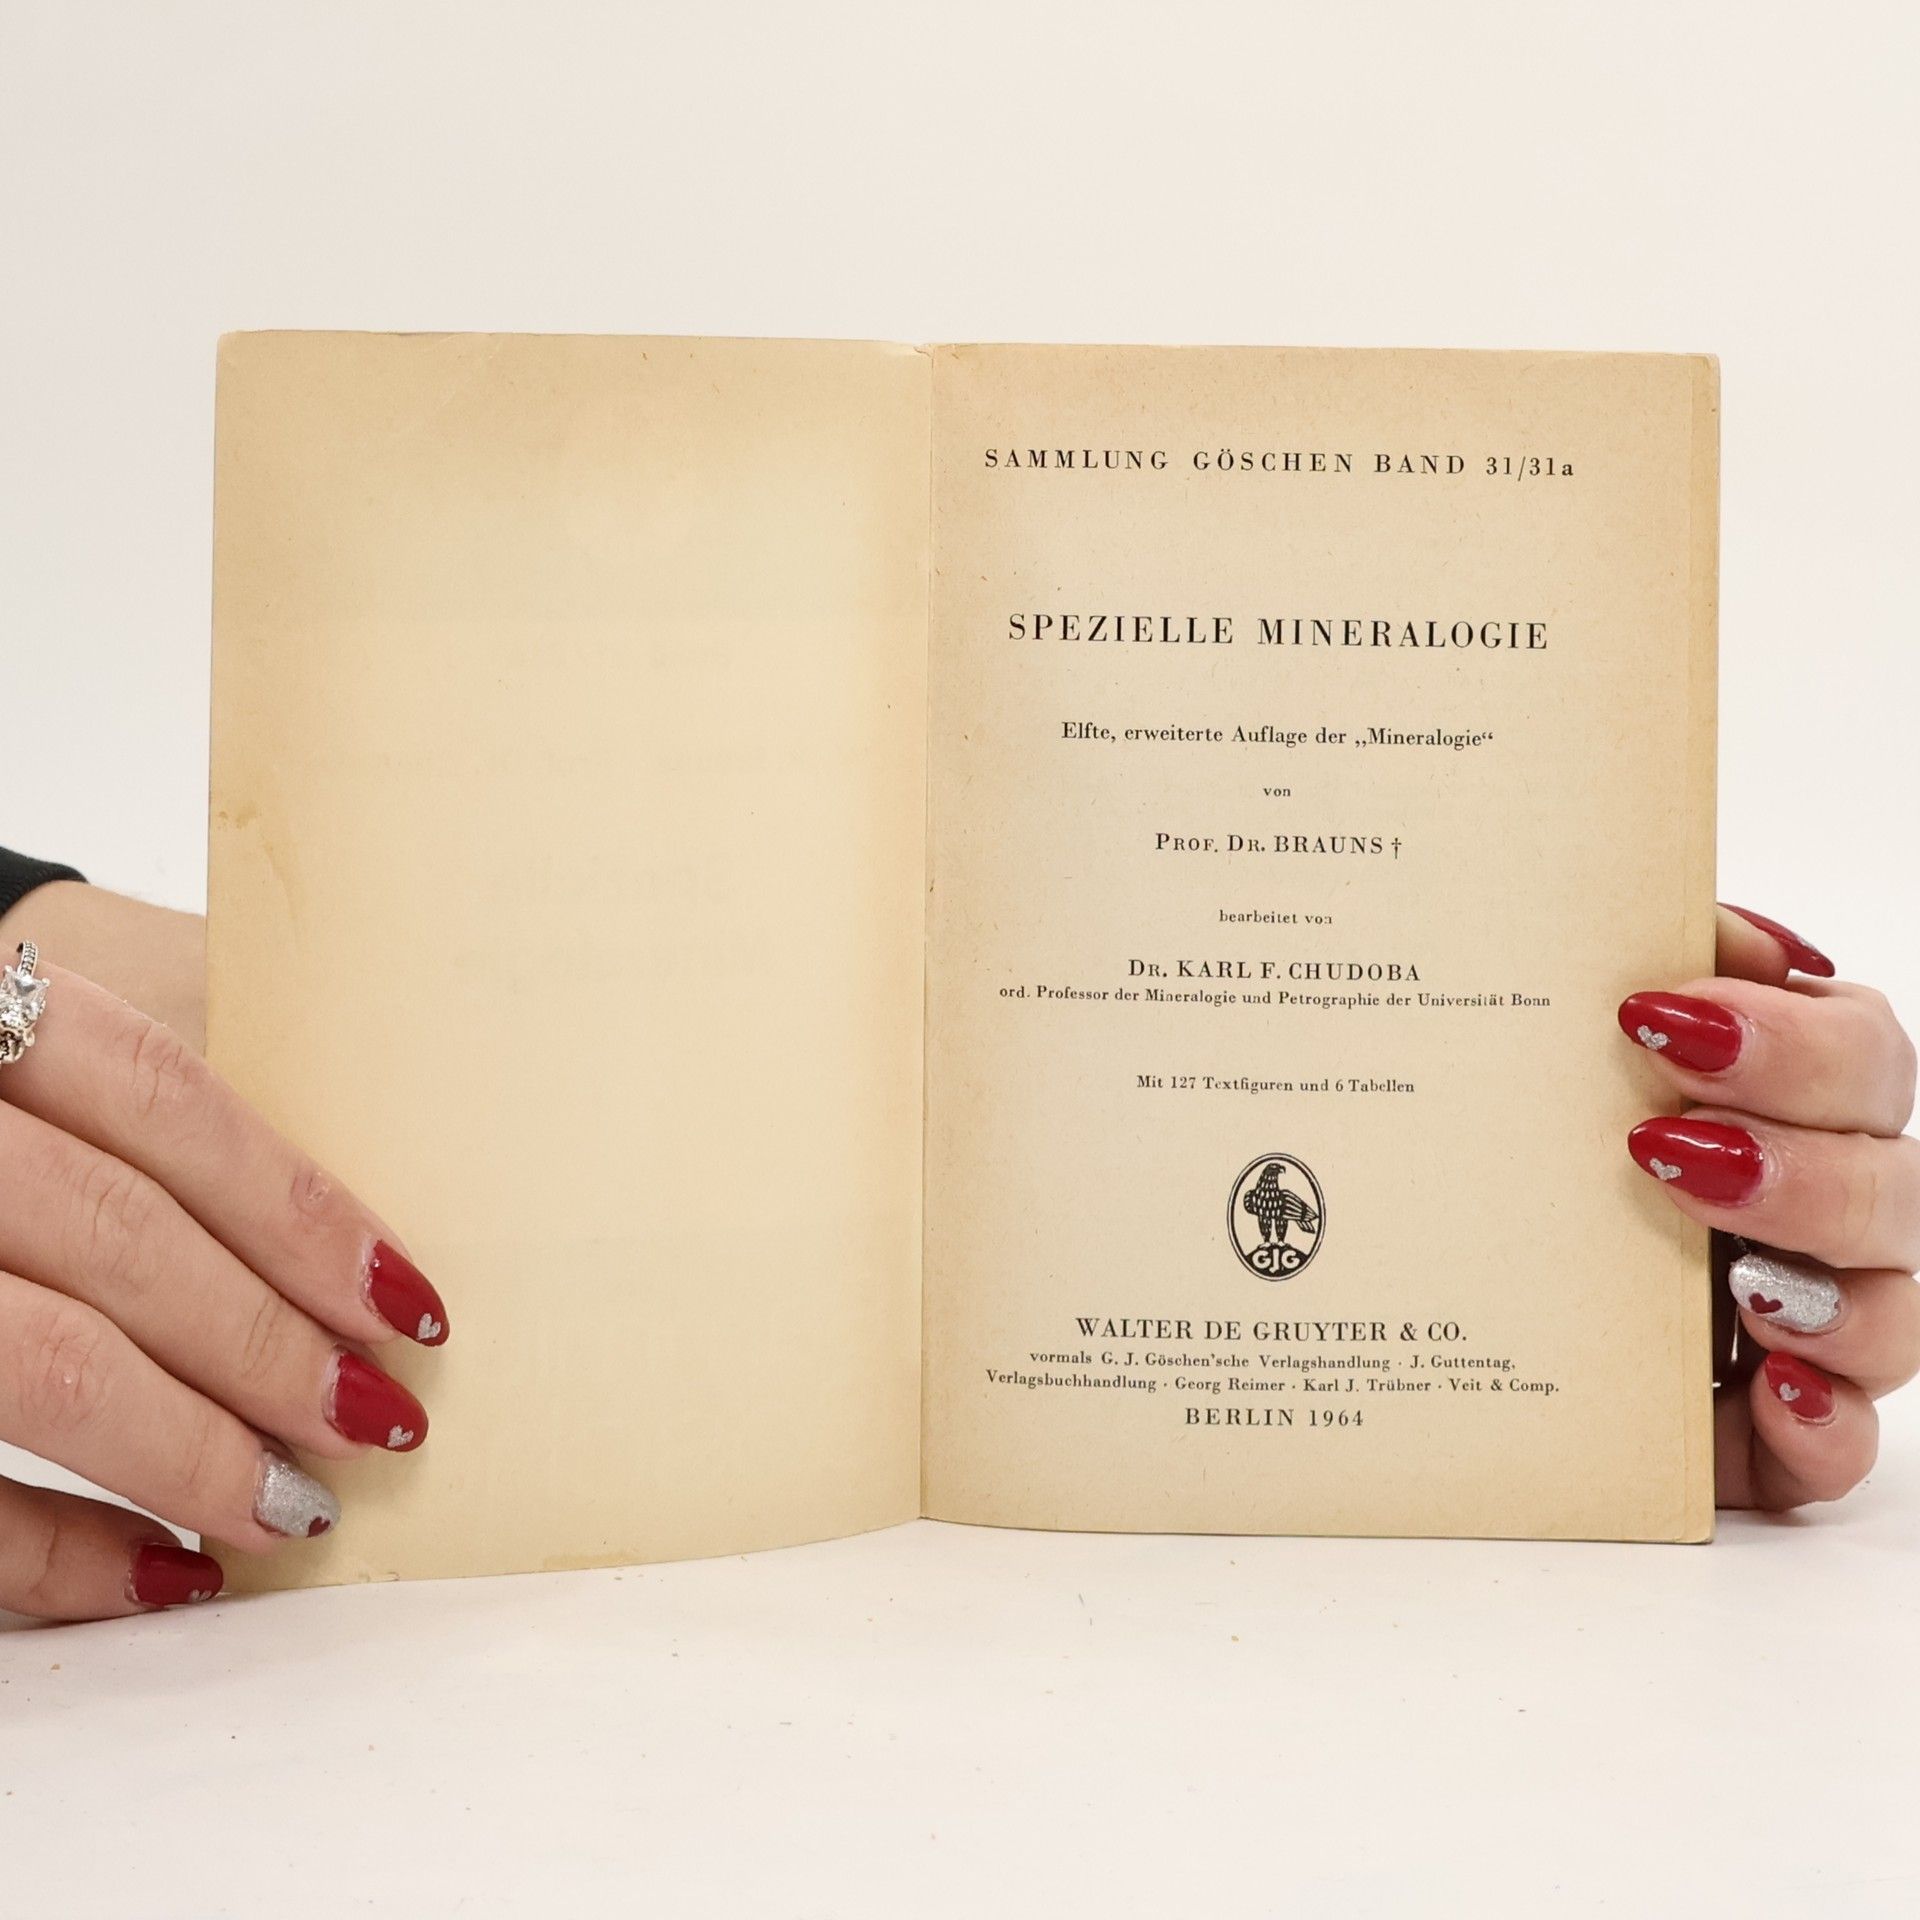 SAMMLUNG GÖSCHEN BAND 31/31a
SPEZIELLE MINERALOGIE
Elfte, erweiterte Auflage der „Mineralogie“
von
PROF. DR. BRAUNS †
bearbeitet von
DR. KARL F. CHUDOBA
ord. Professor der Mineralogie und Petrographie der Universität Bonn
Mit 127 Textfiguren und 6 Tabellen
GJG
WALTER DE GRUYTER & CO.
vormals G. J. Göschen'sche Verlagshandlung · J. Guttentag,
Verlagsbuchhandlung · Georg Reimer · Karl J. Trübner · Veit & Comp.
BERLIN 1964